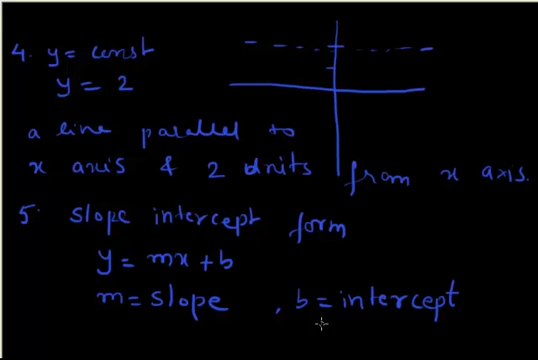 4. y = const
y = 2
a line parallel to
x axis & 2 units from x axis.
5. slope intercept form
y = mx + b
m = slope , b = intercept